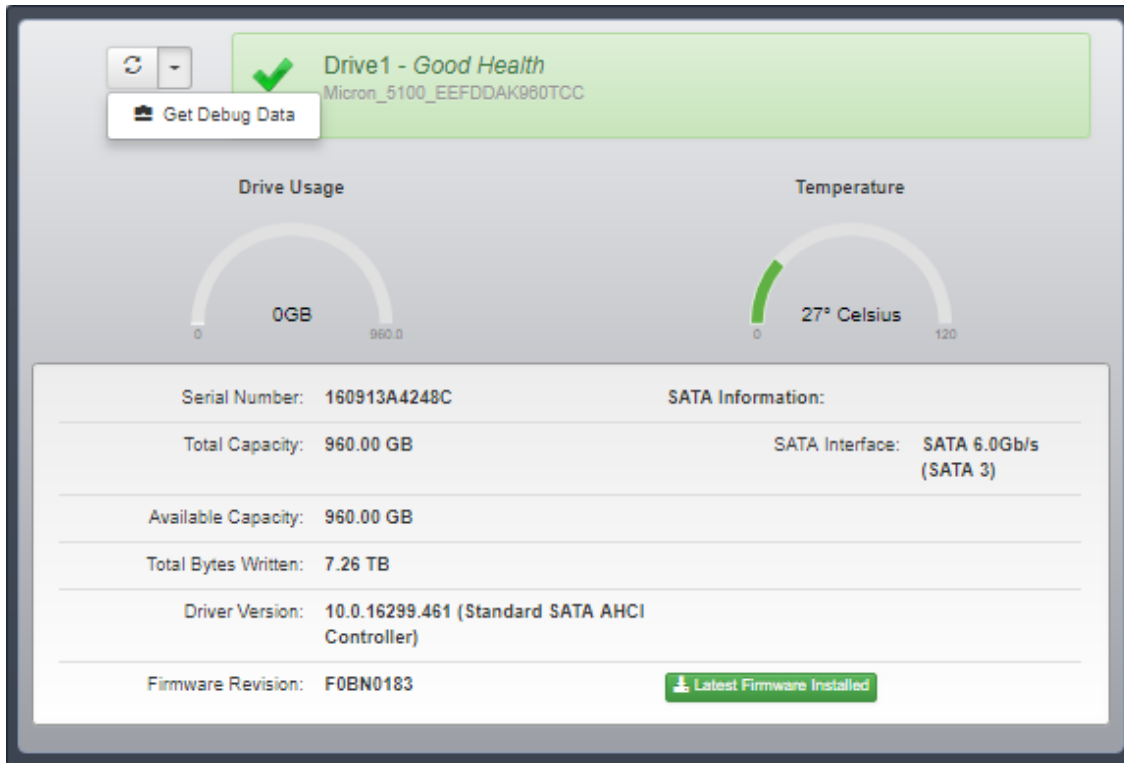 Drive1 - Good Health
Micron_5100_EEFDDAK960TCC
Get Debug Data
Drive Usage
0GB
0
960.0
Temperature
27° Celsius
0
120
Serial Number: 160913A4248C
SATA Information:
Total Capacity: 960.00 GB
SATA Interface: SATA 6.0Gb/s
(SATA 3)
Available Capacity: 960.00 GB
Total Bytes Written: 7.26 TB
Driver Version: 10.0.16299.461 (Standard SATA AHCI
Controller)
Firmware Revision: F0BN0183
Latest Firmware Installed